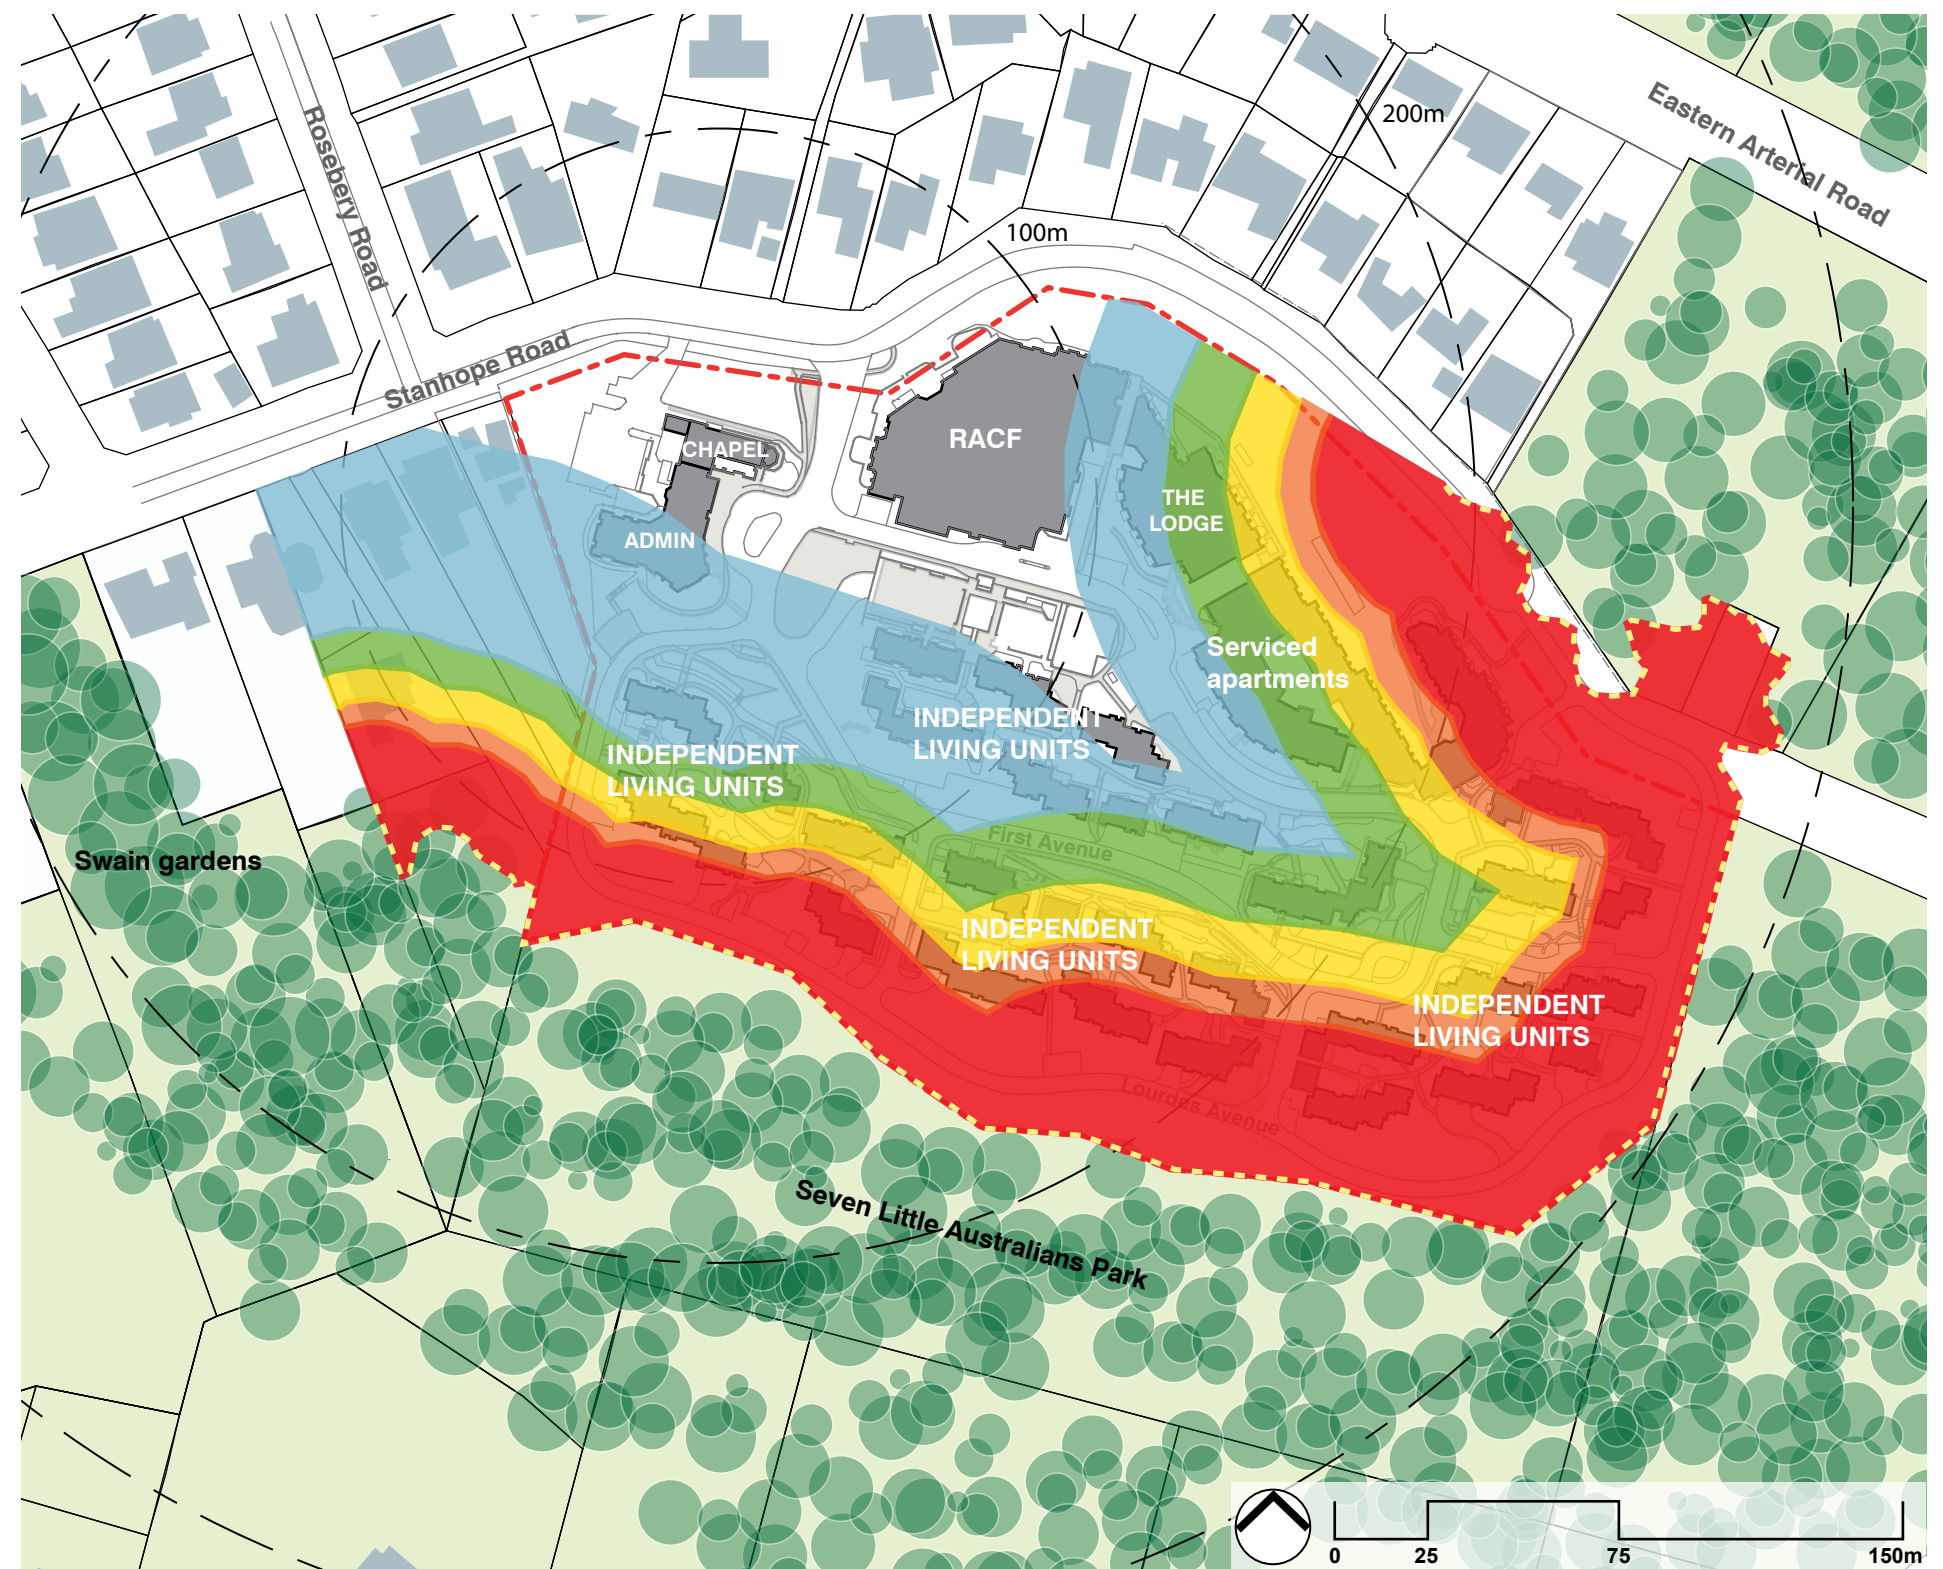 200m
Eastern Arterial Road
Rosebery Road
100m
Stanhope Road
CHAPEL
RACF
THE
LODGE
ADMIN
Serviced
apartments
INDEPENDENT
LIVING UNITS
INDEPENDENT
LIVING UNITS
First Avenue
Swain gardens
INDEPENDENT
LIVING UNITS
INDEPENDENT
LIVING UNITS
Lourdes Avenue
Seven Little Australians Park
0
25
75
150m